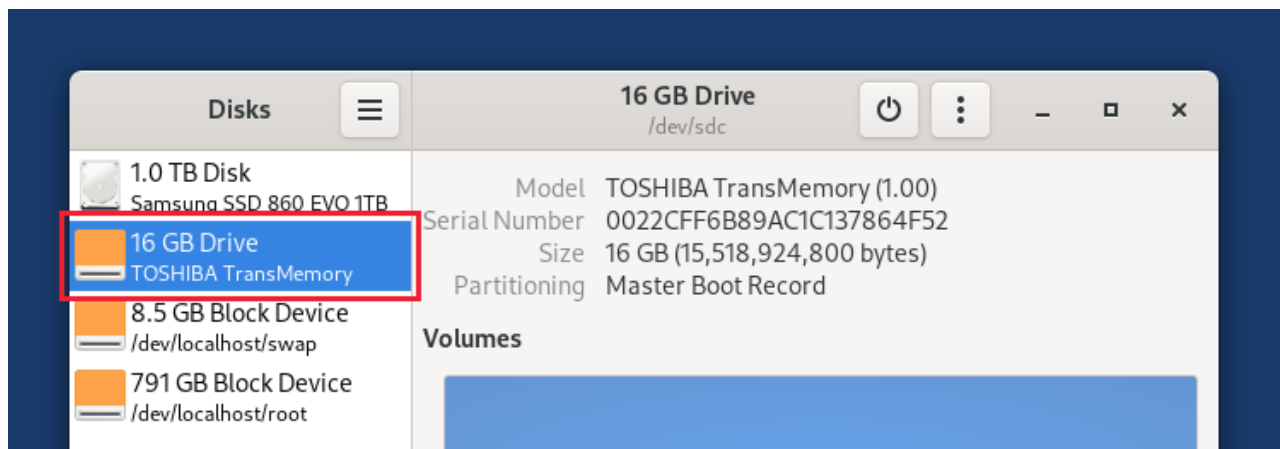 Disks
16 GB Drive
/dev/sdc
1.0 TB Disk
Samsung SSD 860 EVO 1TB
16 GB Drive
TOSHIBA TransMemory
8.5 GB Block Device
/dev/localhost/swap
791 GB Block Device
/dev/localhost/root
Model TOSHIBA TransMemory (1.00)
Serial Number 0022CFF6B89AC1C137864F52
Size 16 GB (15,518,924,800 bytes)
Partitioning Master Boot Record
Volumes